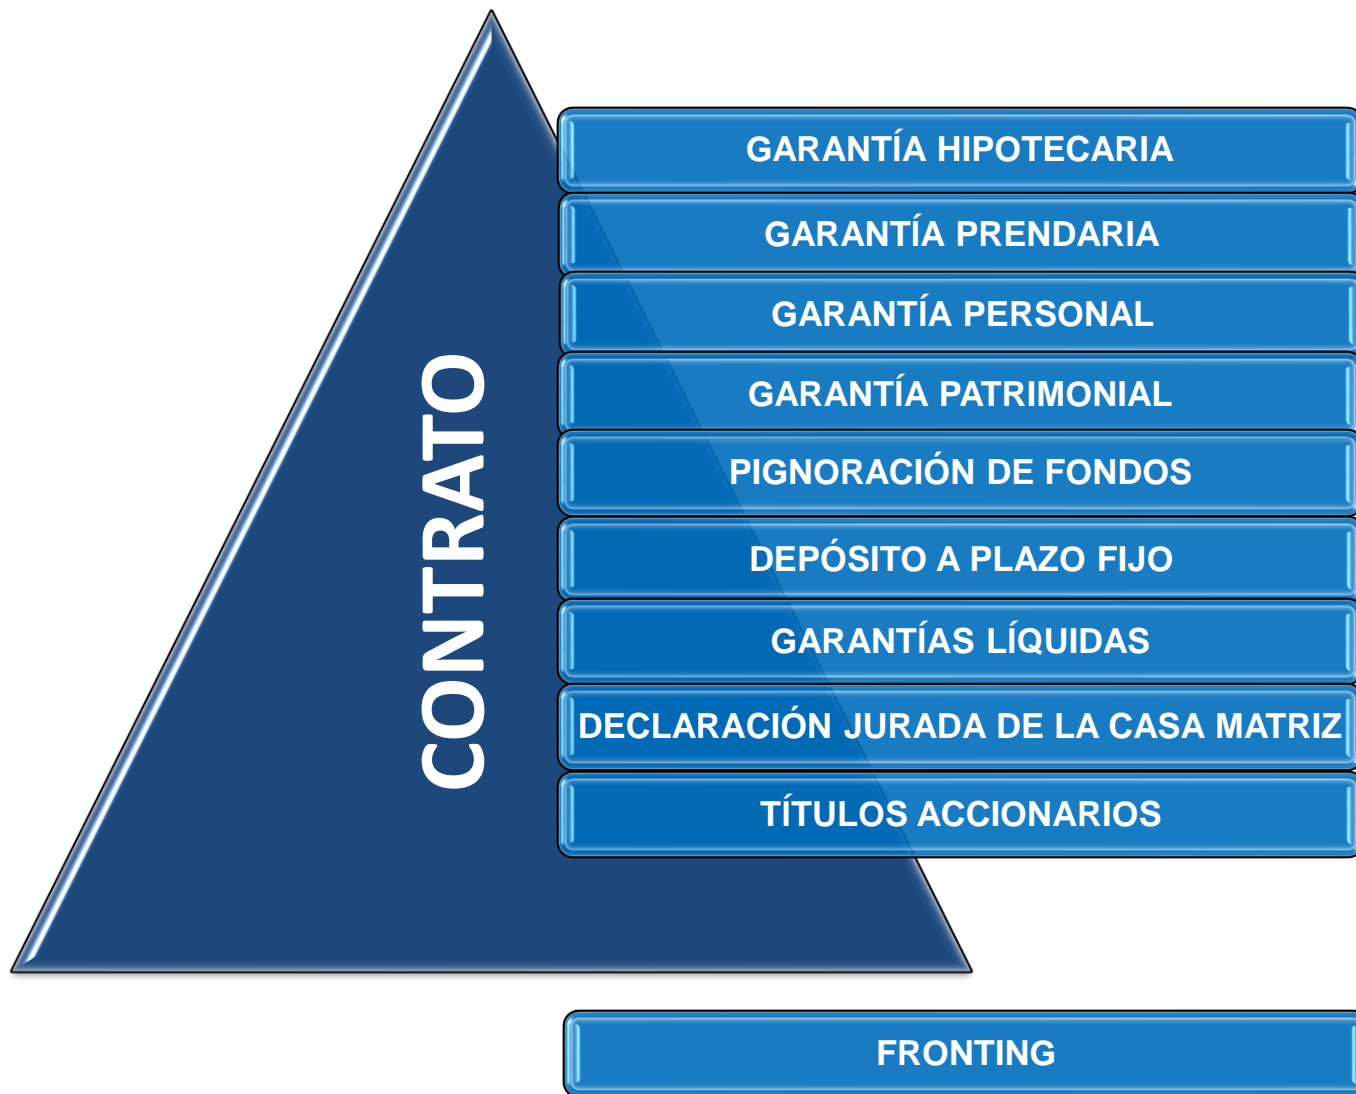 CONTRATO
GARANTÍA HIPOTECARIA
GARANTÍA PRENDARIA
GARANTÍA PERSONAL
GARANTÍA PATRIMONIAL
PIGNORACIÓN DE FONDOS
DEPÓSITO A PLAZO FIJO
GARANTÍAS LÍQUIDAS
DECLARACIÓN JURADA DE LA CASA MATRIZ
TÍTULOS ACCIONARIOS
FRONTING